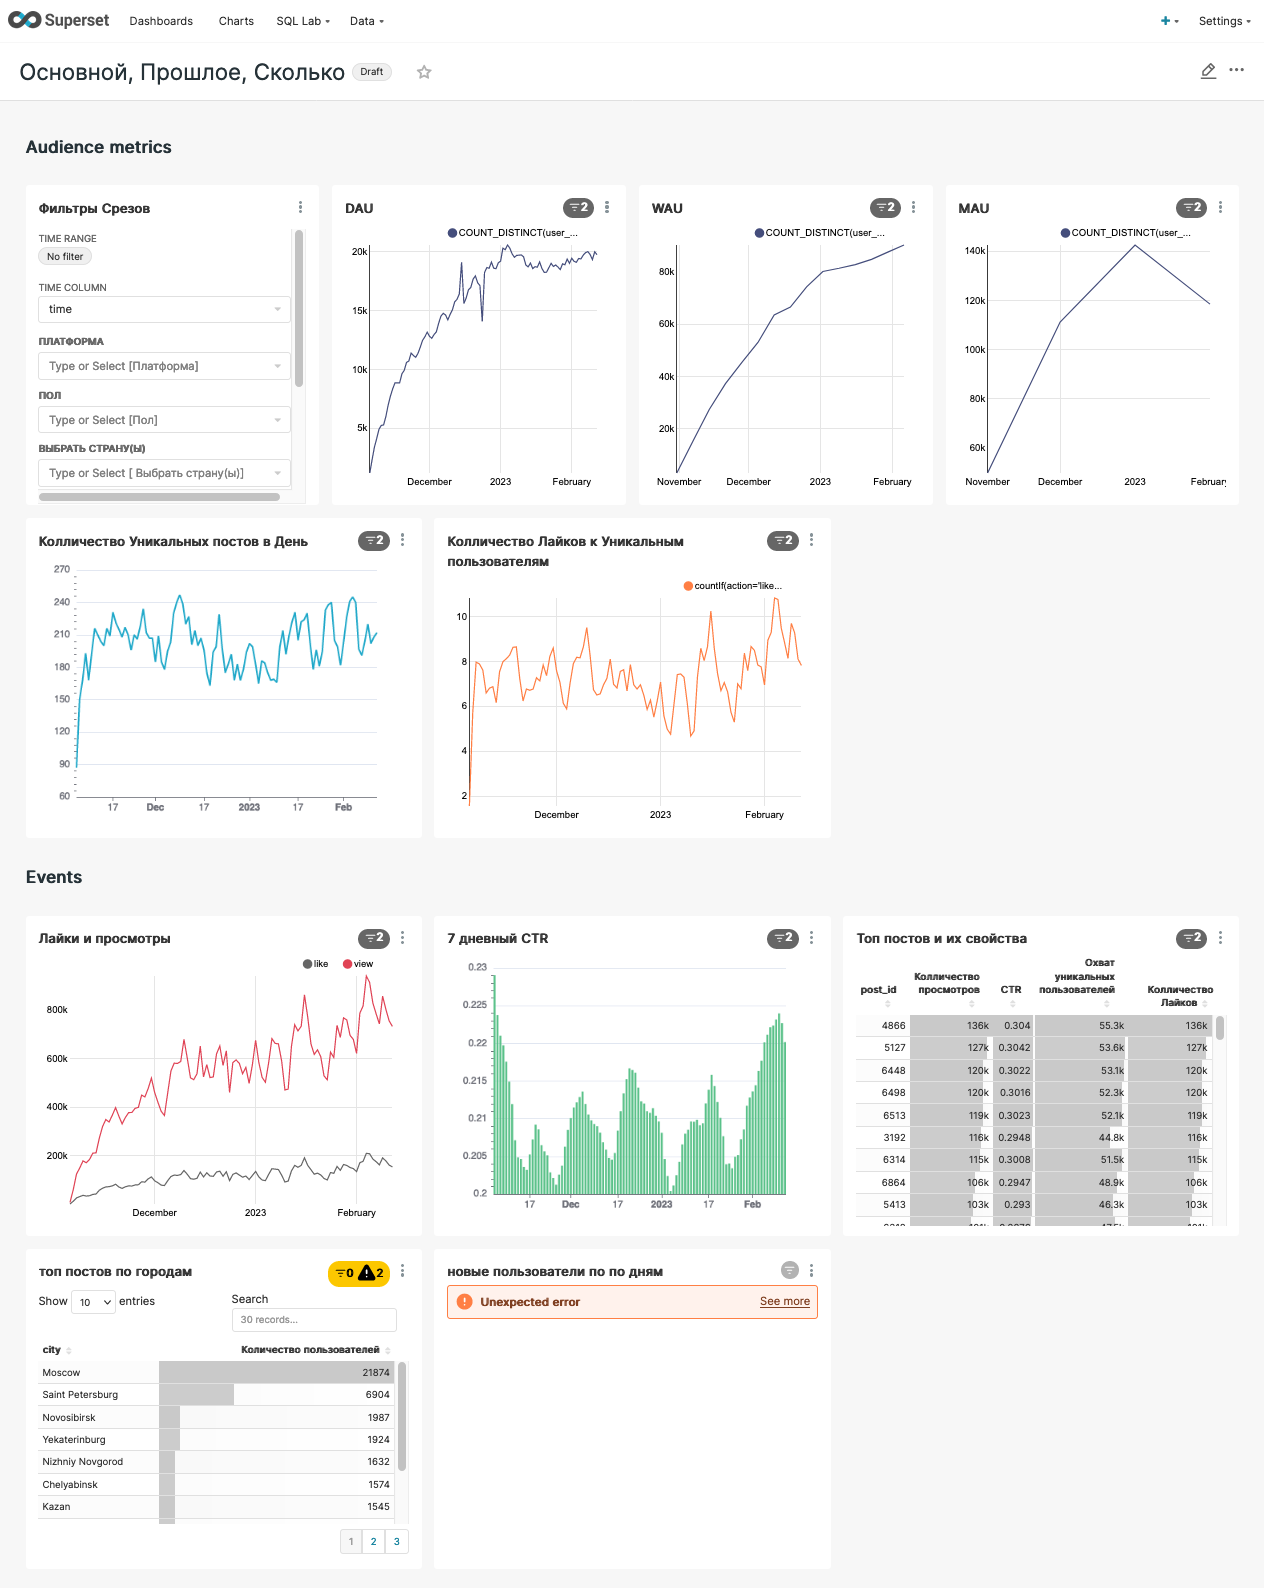 Superset Dashboards Charts SQL Lab Data Settings
Основной, Прошлое, Сколько Draft
Audience metrics
Фильтры Срезов
TIME RANGE
No filter
TIME COLUMN
time
ПЛАТФОРМА
Type or Select [Платформа]
ПОЛ
Type or Select [Пол]
ВЫБРАТЬ СТРАНУ(Ы)
Type or Select [ Выбрать страну(ы)]
DAU 2
COUNT_DISTINCT(user_...
20k
15k
10k
5k
December 2023 February
WAU 2
COUNT_DISTINCT(user_...
80k
60k
40k
20k
November December 2023 February
MAU 2
COUNT_DISTINCT(user_...
140k
120k
100k
80k
60k
November December 2023 February
Колличество Уникальных постов в День 2
270
240
210
180
150
120
90
60
17 Dec 17 2023 17 Feb
Колличество Лайков к Уникальным
пользователям 2
countIf(action='like...
10
8
6
4
2
December 2023 February
Events
Лайки и просмотры 2
like view
800k
600k
400k
200k
December 2023 February
7 дневный CTR 2
0.23
0.225
0.22
0.215
0.21
0.205
0.2
17 Dec 17 2023 17 Feb
Топ постов и их свойства 2
post_id Колличество просмотров CTR Охват уникальных пользователей Колличество Лайков
4866 136k 0.304 55.3k 136k
5127 127k 0.3042 53.6k 127k
6448 120k 0.3022 53.1k 120k
6498 120k 0.3016 52.3k 120k
6513 119k 0.3023 52.1k 119k
3192 116k 0.2948 44.8k 116k
6314 115k 0.3008 51.5k 115k
6864 106k 0.2947 48.9k 106k
5413 103k 0.293 46.3k 103k
топ постов по городам 0 2
Show 10 entries
Search
30 records...
city Количество пользователей
Moscow 21874
Saint Petersburg 6904
Novosibirsk 1987
Yekaterinburg 1924
Nizhniy Novgorod 1632
Chelyabinsk 1574
Kazan 1545
1 2 3
новые пользователи по по дням
Unexpected error See more